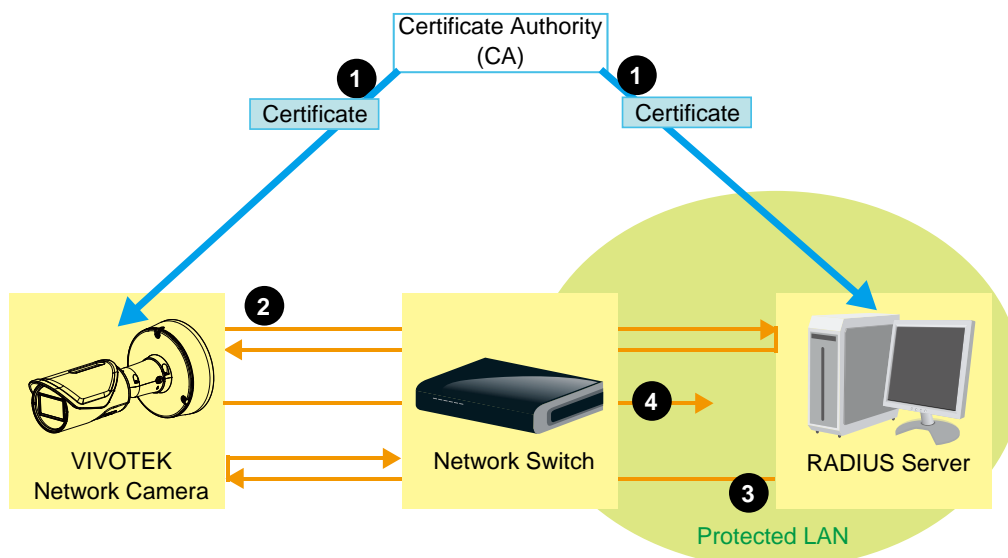 Certificate Authority
(CA)
1
1
Certificate
Certificate
2
4
VIVOTEK
Network Camera
Network Switch
RADIUS Server
3
Protected LAN